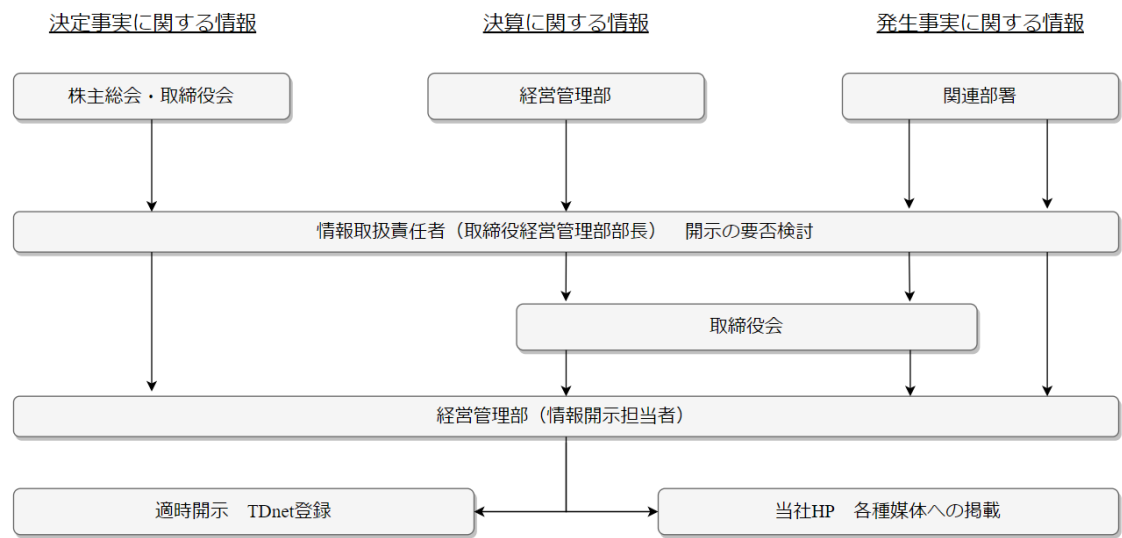 決定事実に関する情報
決算に関する情報
発生事実に関する情報
株主総会・取締役会
経営管理部
関連部署
情報取扱責任者（取締役経営管理部部長）　開示の要否検討
取締役会
経営管理部（情報開示担当者）
適時開示　TDnet登録
当社HP　各種媒体への掲載